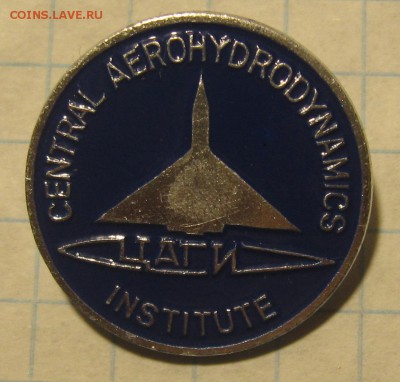 COINS.LAVE.RU
CENTRAL AEROHYDRODYNAMICS
ЦАГИ
INSTITUTE